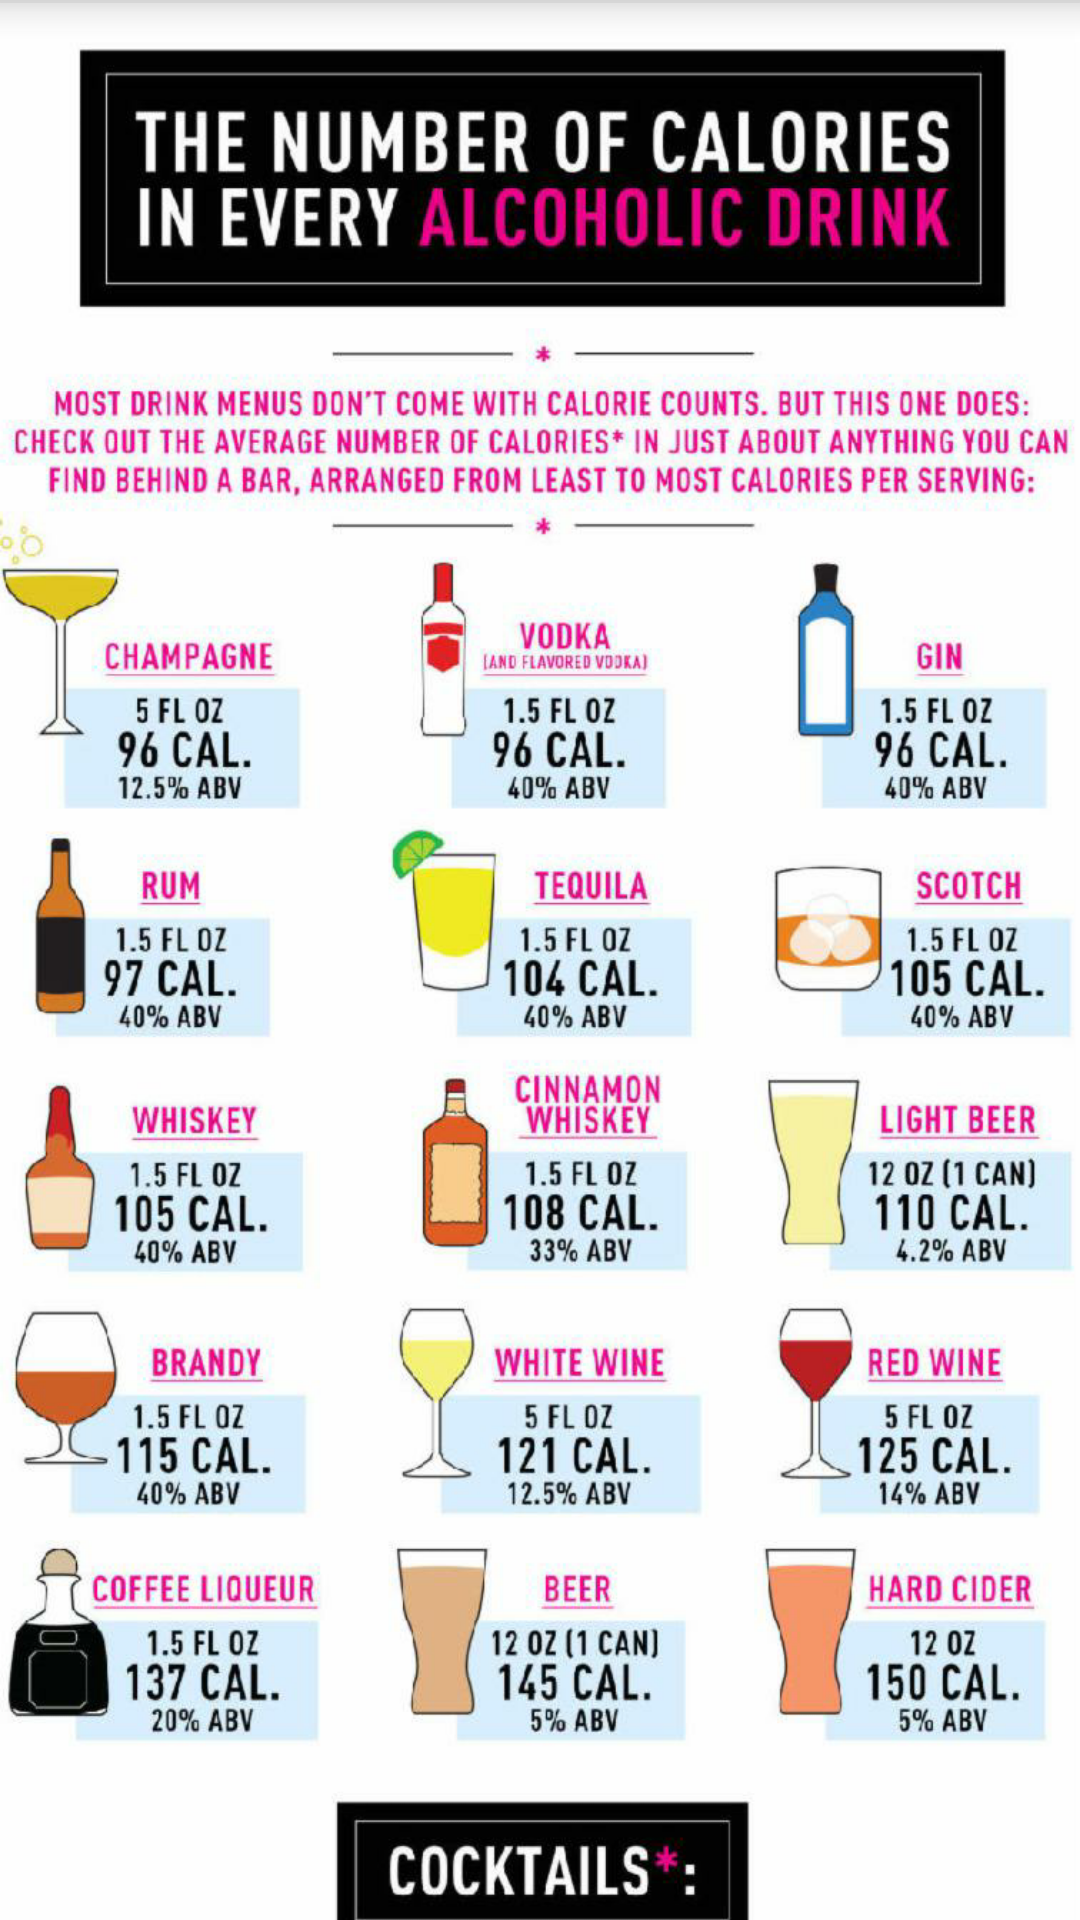 THE NUMBER OF CALORIES
IN EVERY ALCOHOLIC DRINK
*
MOST DRINK MENUS DON'T COME WITH CALORIE COUNTS. BUT THIS ONE DOES:
CHECK OUT THE AVERAGE NUMBER OF CALORIES* IN JUST ABOUT ANYTHING YOU CAN
FIND BEHIND A BAR, ARRANGED FROM LEAST TO MOST CALORIES PER SERVING:
*
CHAMPAGNE
5 FL OZ
96 CAL.
12.5% ABV
VODKA
(AND FLAVORED VODKA)
1.5 FL OZ
96 CAL.
40% ABV
GIN
1.5 FL OZ
96 CAL.
40% ABV
RUM
1.5 FL OZ
97 CAL.
40% ABV
TEQUILA
1.5 FL OZ
104 CAL.
40% ABV
SCOTCH
1.5 FL OZ
105 CAL.
40% ABV
WHISKEY
1.5 FL OZ
105 CAL.
40% ABV
CINNAMON
WHISKEY
1.5 FL OZ
108 CAL.
33% ABV
LIGHT BEER
12 OZ (1 CAN)
110 CAL.
4.2% ABV
BRANDY
1.5 FL OZ
115 CAL.
40% ABV
WHITE WINE
5 FL OZ
121 CAL.
12.5% ABV
RED WINE
5 FL OZ
125 CAL.
14% ABV
COFFEE LIQUEUR
1.5 FL OZ
137 CAL.
20% ABV
BEER
12 OZ (1 CAN)
145 CAL.
5% ABV
HARD CIDER
12 OZ
150 CAL.
5% ABV
COCKTAILS*: